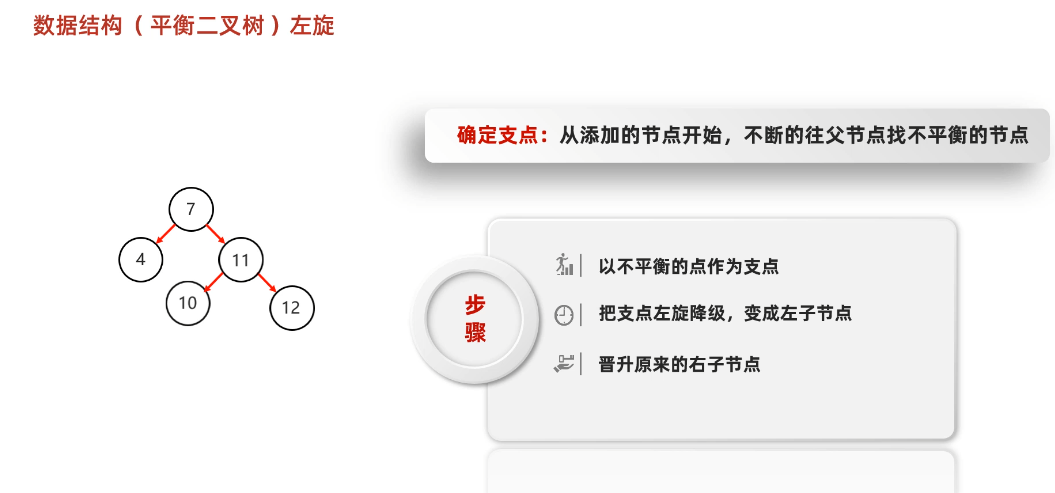 数据结构（平衡二叉树）左旋
确定支点：从添加的节点开始，不断的往父节点找不平衡的节点
7
4
11
10
12
步
骤
以不平衡的点作为支点
把支点左旋降级，变成左子节点
晋升原来的右子节点